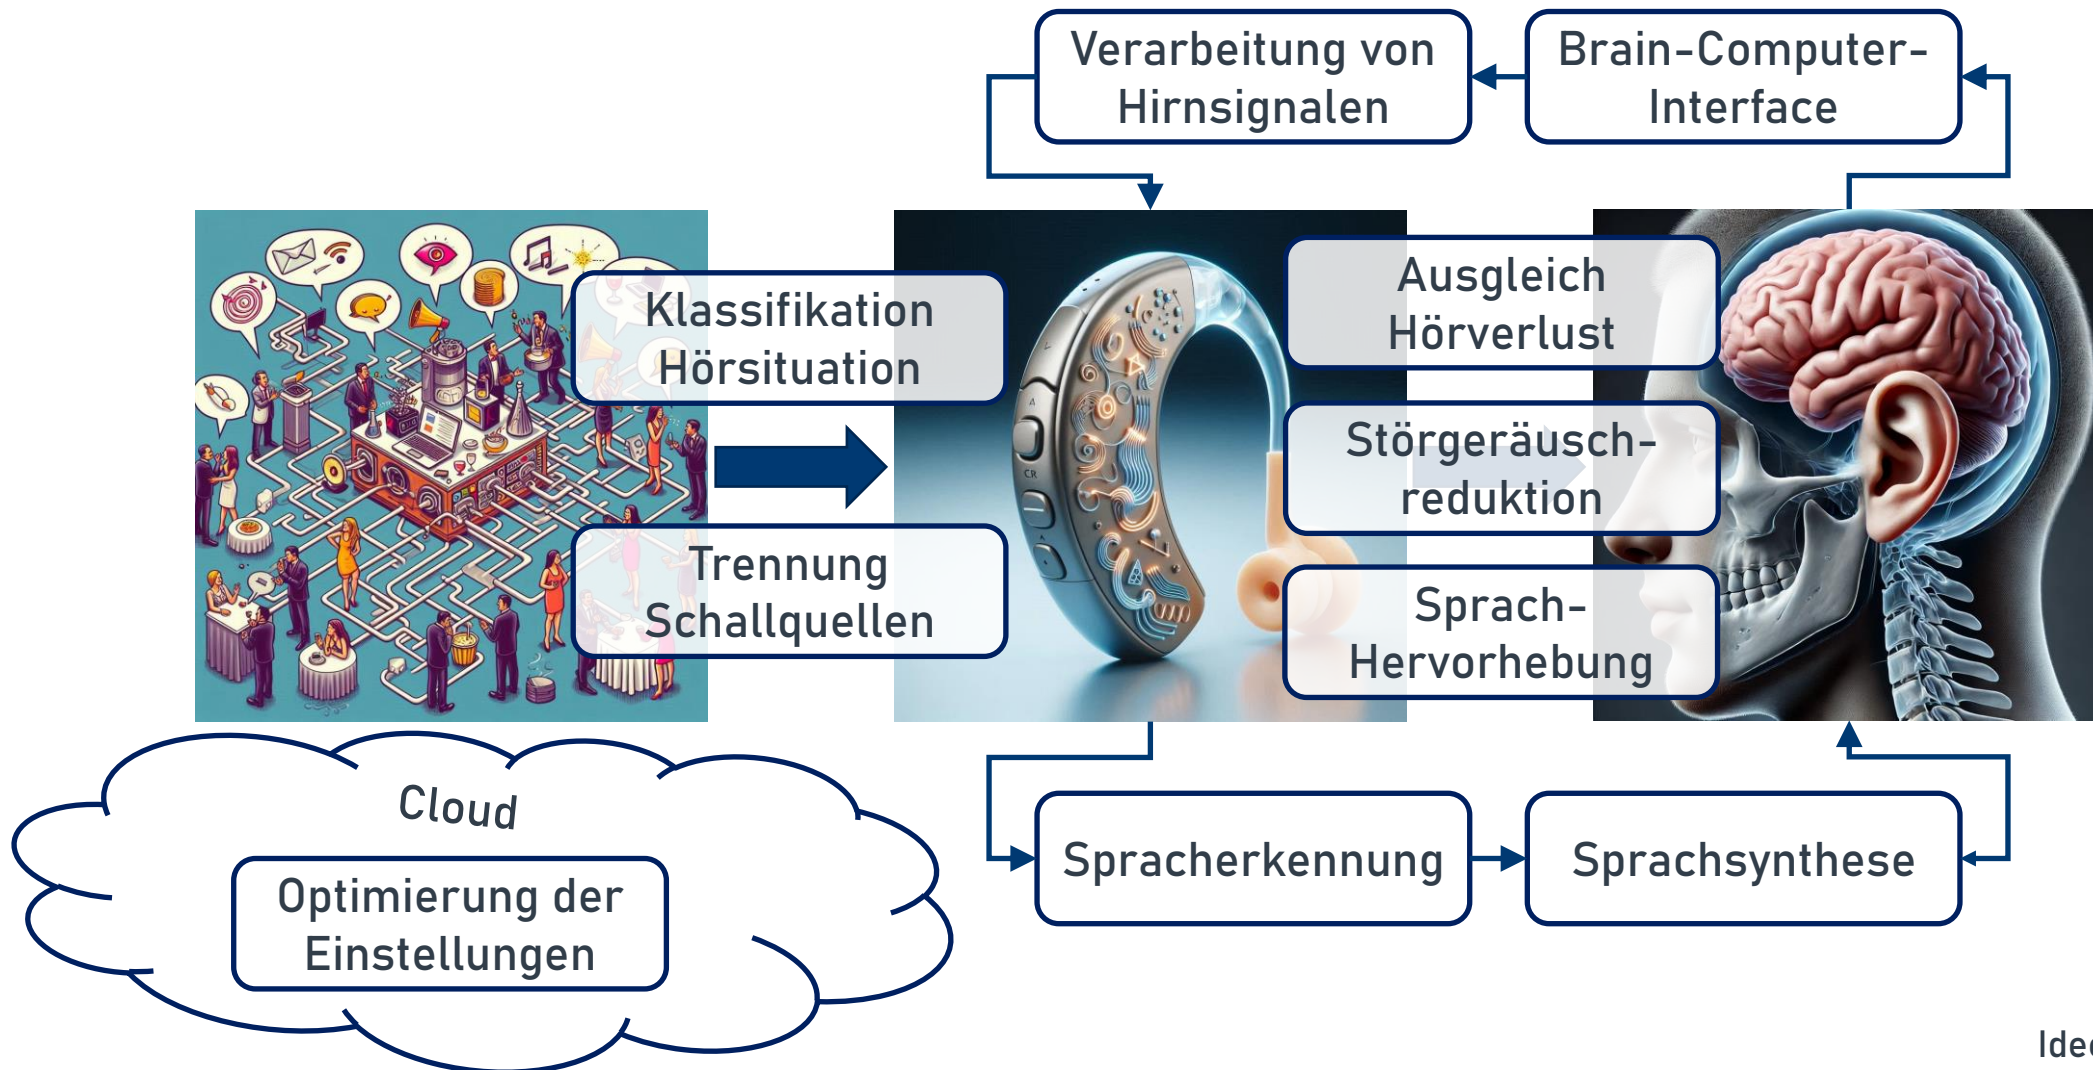 Verarbeitung von
Hirnsignalen
Brain-Computer-
Interface
Klassifikation
Hörsituation
Trennung
Schallquellen
CR
Ausgleich
Hörverlust
Störgeräusch-
reduktion
Sprach-
Hervorhebung
Cloud
Optimierung der
Einstellungen
Spracherkennung
Sprachsynthese